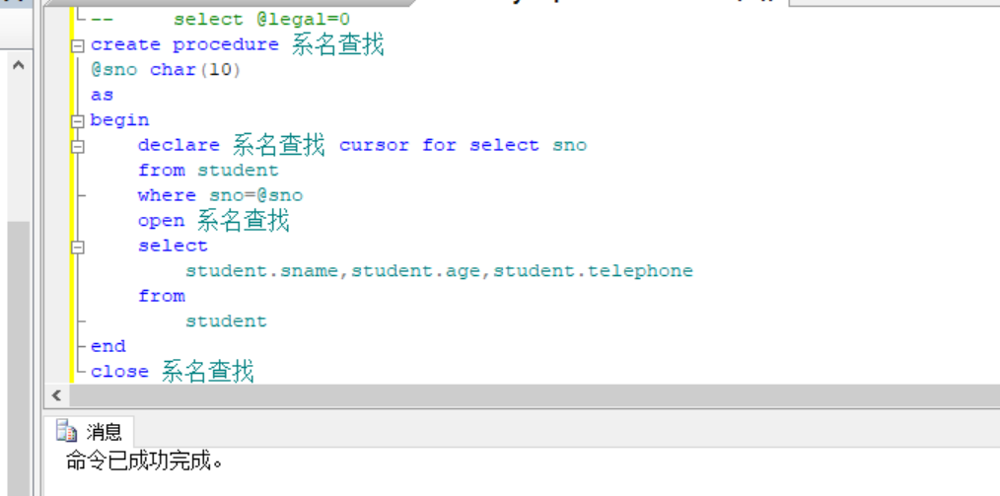 --     select @legal=0
create procedure 系名查找
@sno char(10)
as
begin
    declare 系名查找 cursor for select sno
    from student
    where sno=@sno
    open 系名查找
    select
        student.sname,student.age,student.telephone
    from
        student
end
close 系名查找
消息
命令已成功完成。